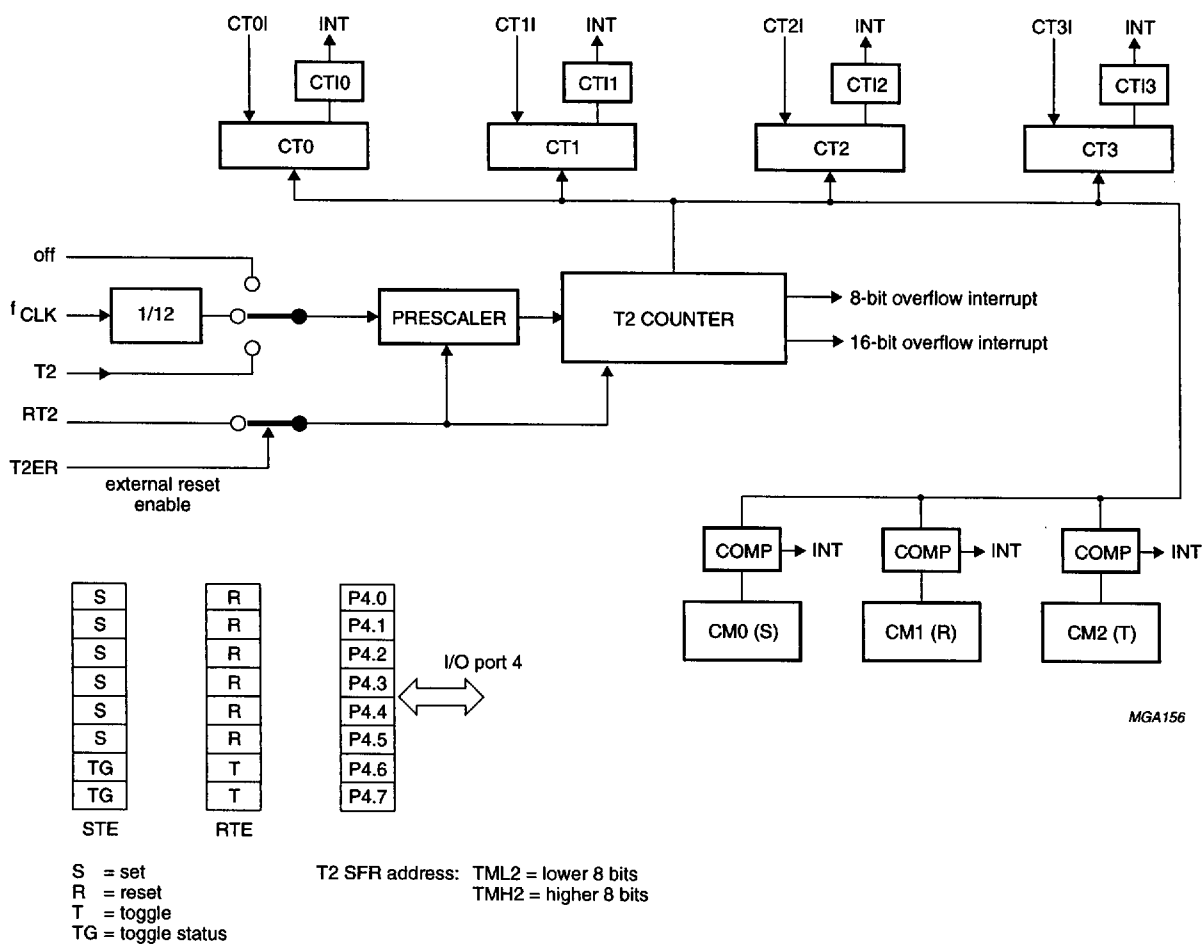 CT0I INT CT1I INT CT2I INT CT3I INT
CTI0 CTI1 CTI2 CTI3
CT0 CT1 CT2 CT3
off
fCLK 1/12 PRESCALER T2 COUNTER 8-bit overflow interrupt
16-bit overflow interrupt
T2
RT2
T2ER
external reset
enable
COMP INT COMP INT COMP INT
CM0 (S) CM1 (R) CM2 (T)
S R P4.0
S R P4.1
S R P4.2
S R P4.3
S R P4.4
S R P4.5
TG T P4.6
TG T P4.7
I/O port 4
STE RTE
MGA156
S = set
R = reset
T = toggle
TG = toggle status
T2 SFR address: TML2 = lower 8 bits
TMH2 = higher 8 bits